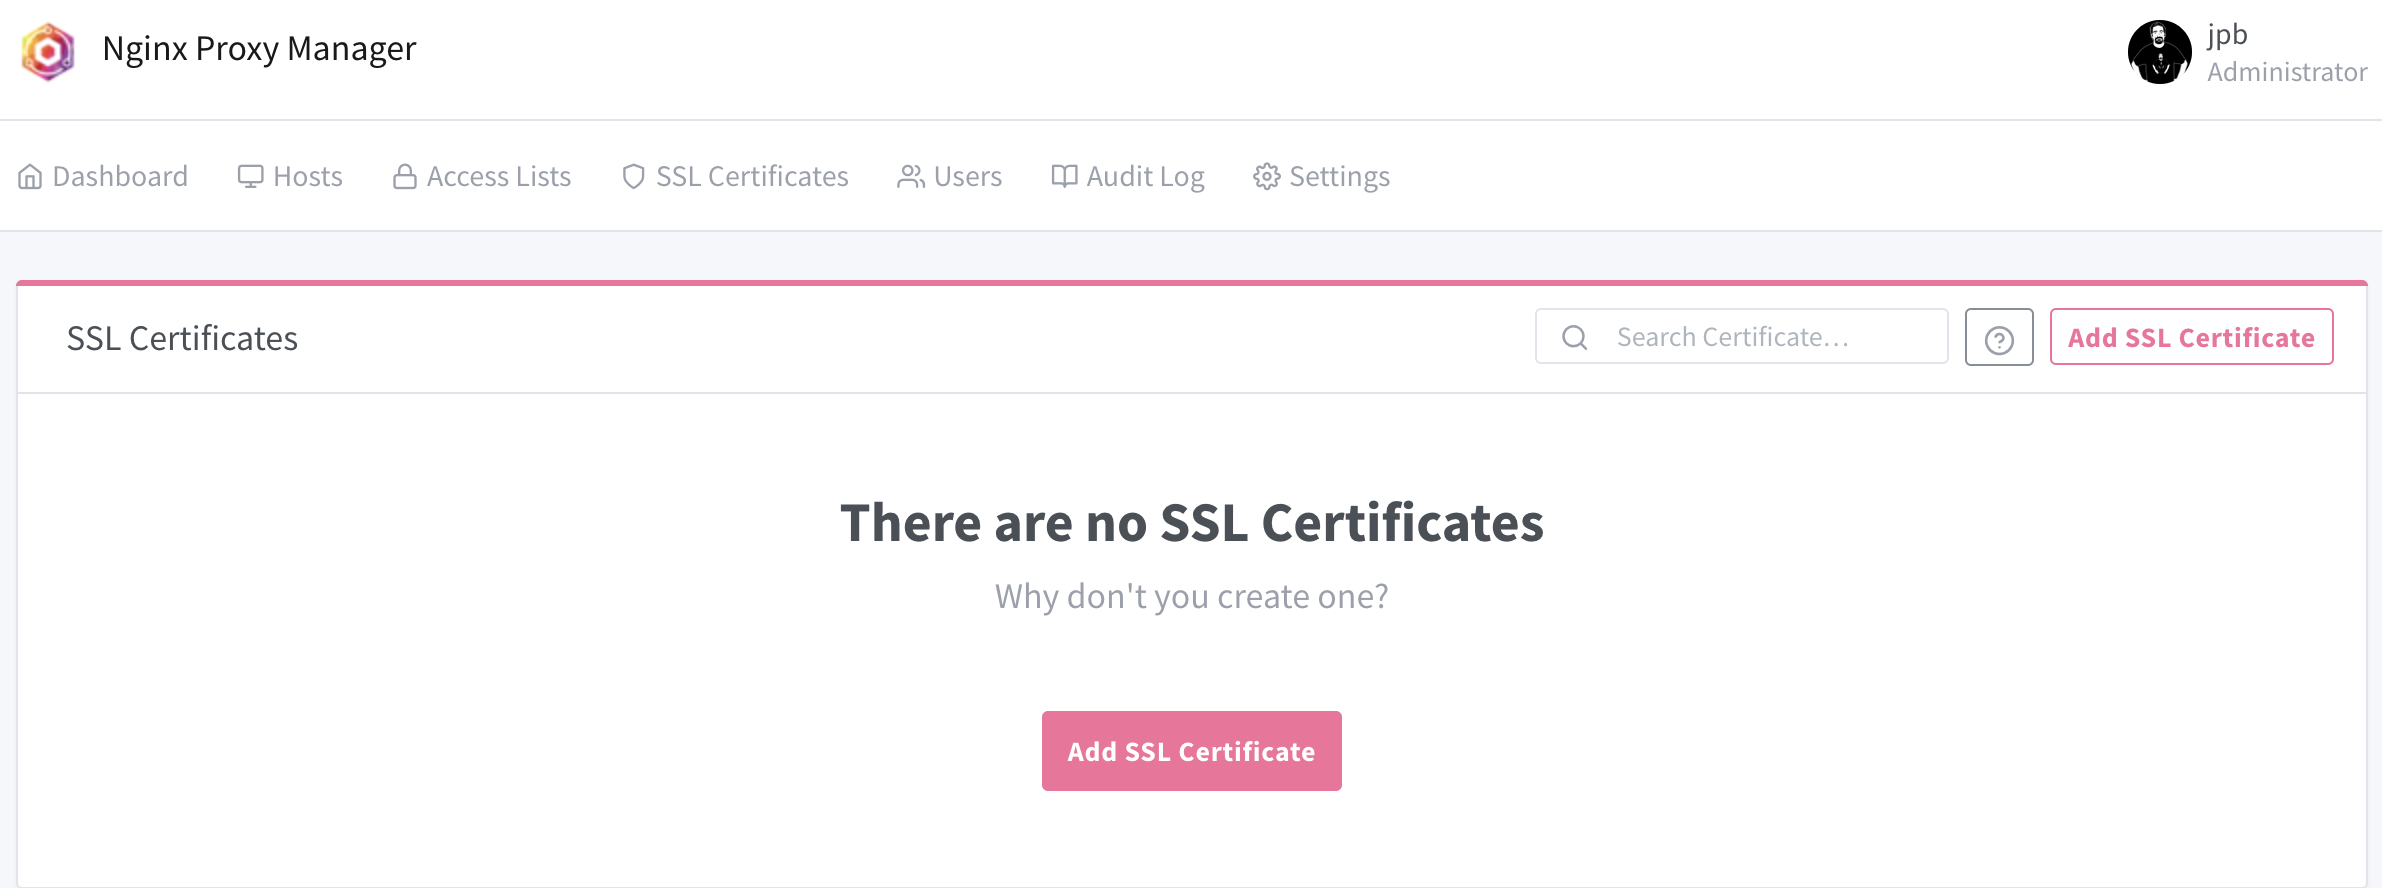 Nginx Proxy Manager
jpb
Administrator
Dashboard Hosts Access Lists SSL Certificates Users Audit Log Settings
SSL Certificates
Search Certificate…
Add SSL Certificate
There are no SSL Certificates
Why don't you create one?
Add SSL Certificate